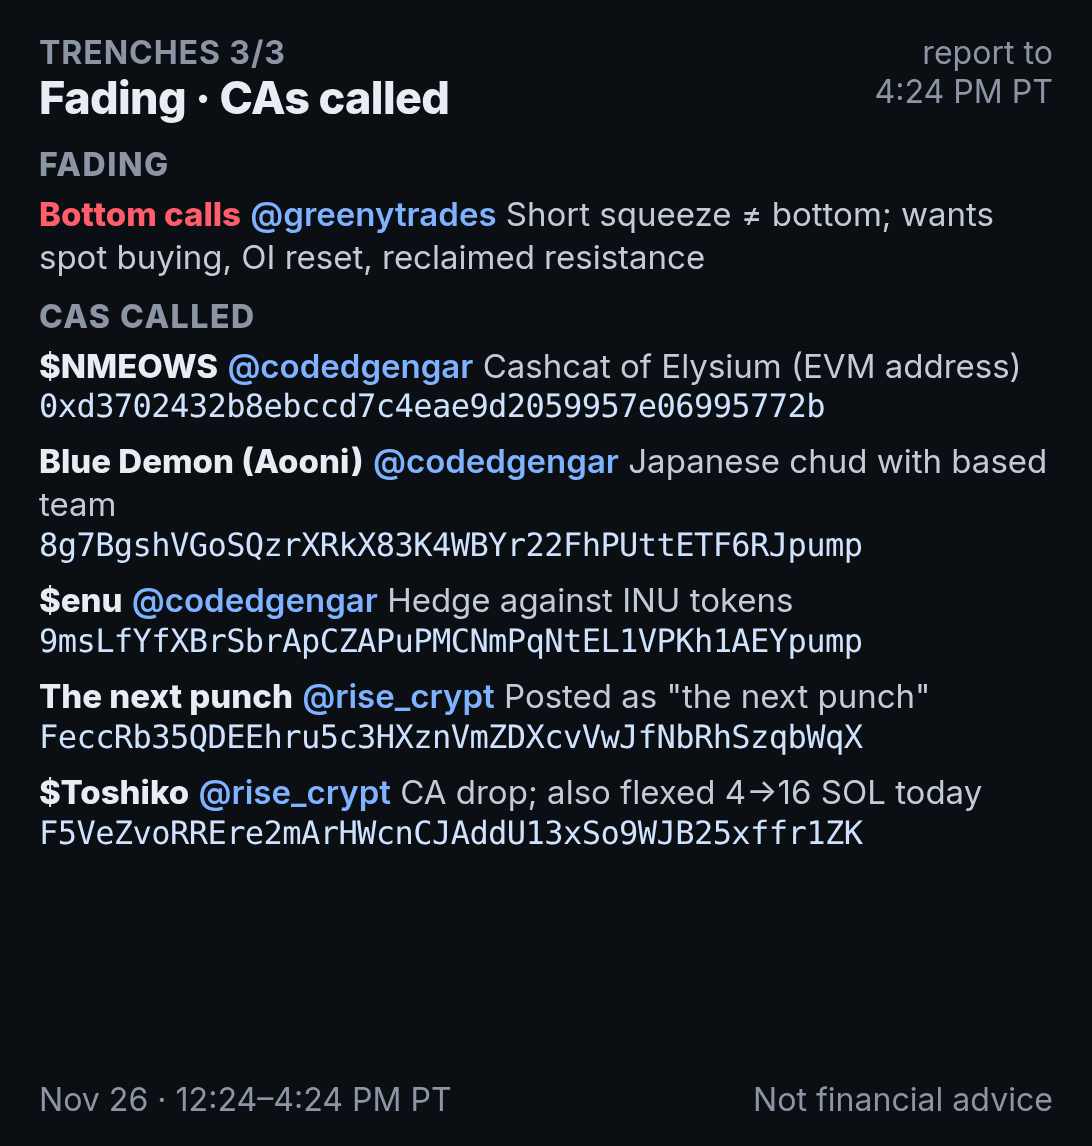 TRENCHES 3/3
report to
Fading · CAs called
4:24 PM PT
FADING
Bottom calls @greenytrades Short squeeze ≠ bottom; wants
spot buying, OI reset, reclaimed resistance
CAS CALLED
$NMEOWS @codedgengar Cashcat of Elysium (EVM address)
0xd3702432b8ebccd7c4eae9d2059957e06995772b
Blue Demon (Aooni) @codedgengar Japanese chud with based
team
8g7BgshVGoSQzrXRkX83K4WBYr22FhPUttETF6RJpump
$enu @codedgengar Hedge against INU tokens
9msLfYfXBrSbrApCZAPuPMCNmPqNtEL1VPKh1AEYpump
The next punch @rise_crypt Posted as "the next punch"
FeccRb35QDEEhru5c3HXznVmZDXcvVwJfNbRhSzqbWqX
$Toshiko @rise_crypt CA drop; also flexed 4→16 SOL today
F5VeZvoRREre2mArHWcnCJAddU13xSo9WJB25xffr1ZK
Nov 26 · 12:24–4:24 PM PT
Not financial advice